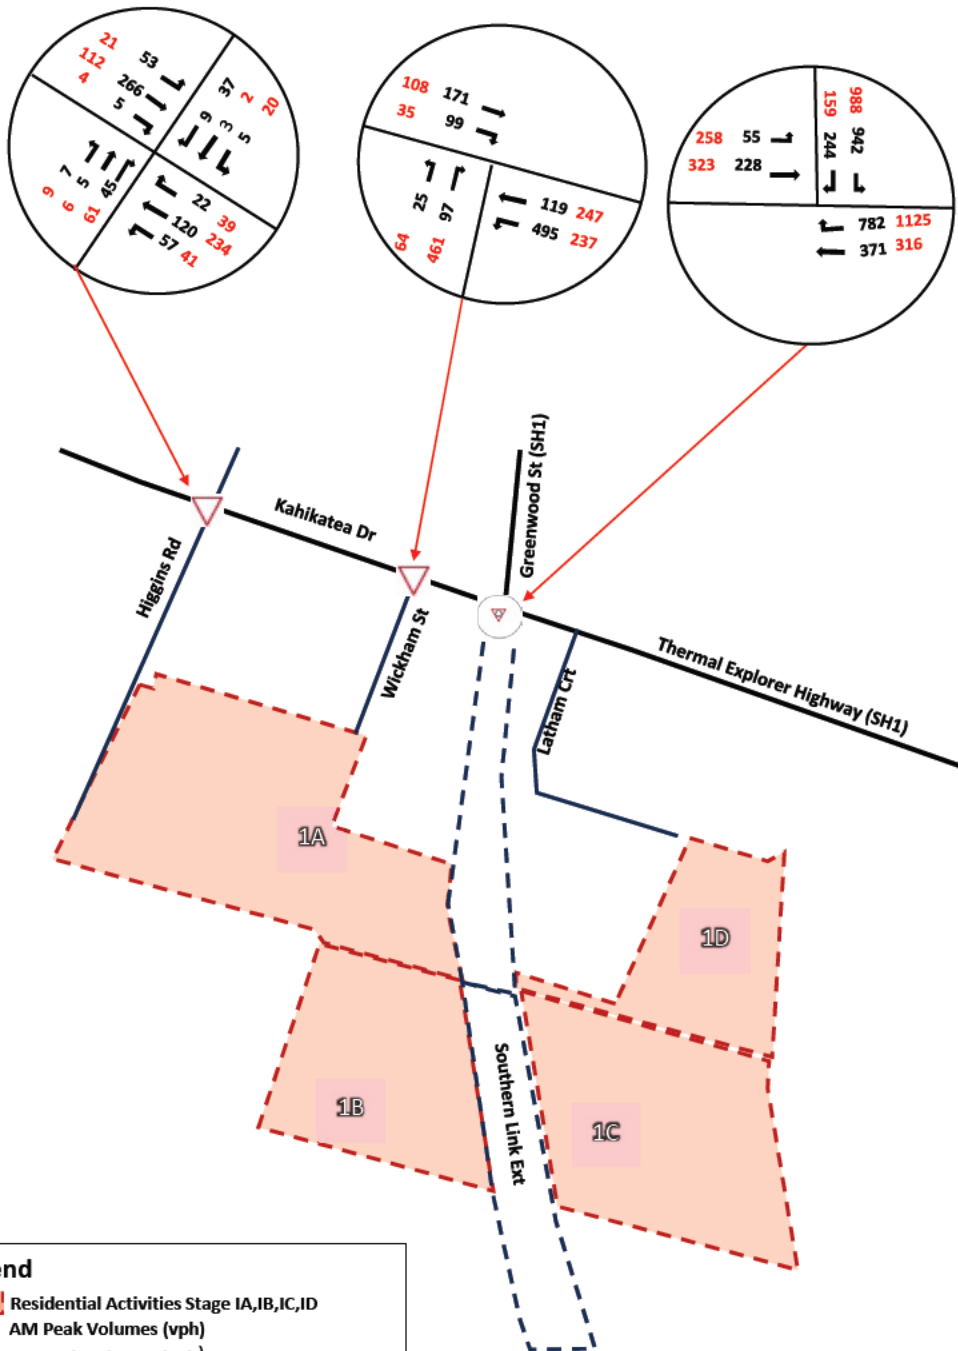 21 53
112 266
4 5
37 2 20
9 3 5
7 5 45
9 6 61
22 39
120 234
57 41
108 171
35 99
25 97
64 461
119 247
495 237
258 55
323 228
159 988
244 942
782 1125
371 316
Kahikatea Dr
Greenwood St (SH1)
Higgins Rd
Wickham St
Latham Crt
Thermal Explorer Highway (SH1)
1A
1D
1B
1C
Southern Link Ext
end
Residential Activities Stage IA,IB,IC,ID
AM Peak Volumes (vph)